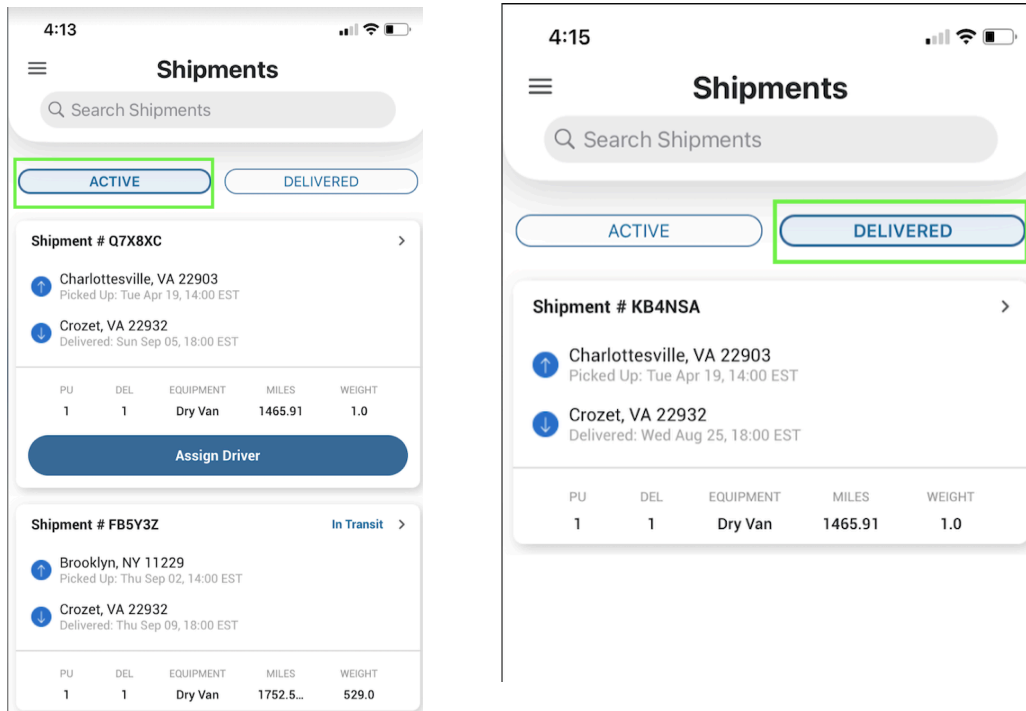 4:13
Shipments
Search Shipments
ACTIVE DELIVERED
Shipment # Q7X8XC
Charlottesville, VA 22903
Picked Up: Tue Apr 19, 14:00 EST
Crozet, VA 22932
Delivered: Sun Sep 05, 18:00 EST
PU DEL EQUIPMENT MILES WEIGHT
1 1 Dry Van 1465.91 1.0
Assign Driver
Shipment # FB5Y3Z In Transit
Brooklyn, NY 11229
Picked Up: Thu Sep 02, 14:00 EST
Crozet, VA 22932
Delivered: Thu Sep 09, 18:00 EST
PU DEL EQUIPMENT MILES WEIGHT
1 1 Dry Van 1752.5... 529.0
4:15
Shipments
Search Shipments
ACTIVE DELIVERED
Shipment # KB4NSA
Charlottesville, VA 22903
Picked Up: Tue Apr 19, 14:00 EST
Crozet, VA 22932
Delivered: Wed Aug 25, 18:00 EST
PU DEL EQUIPMENT MILES WEIGHT
1 1 Dry Van 1465.91 1.0